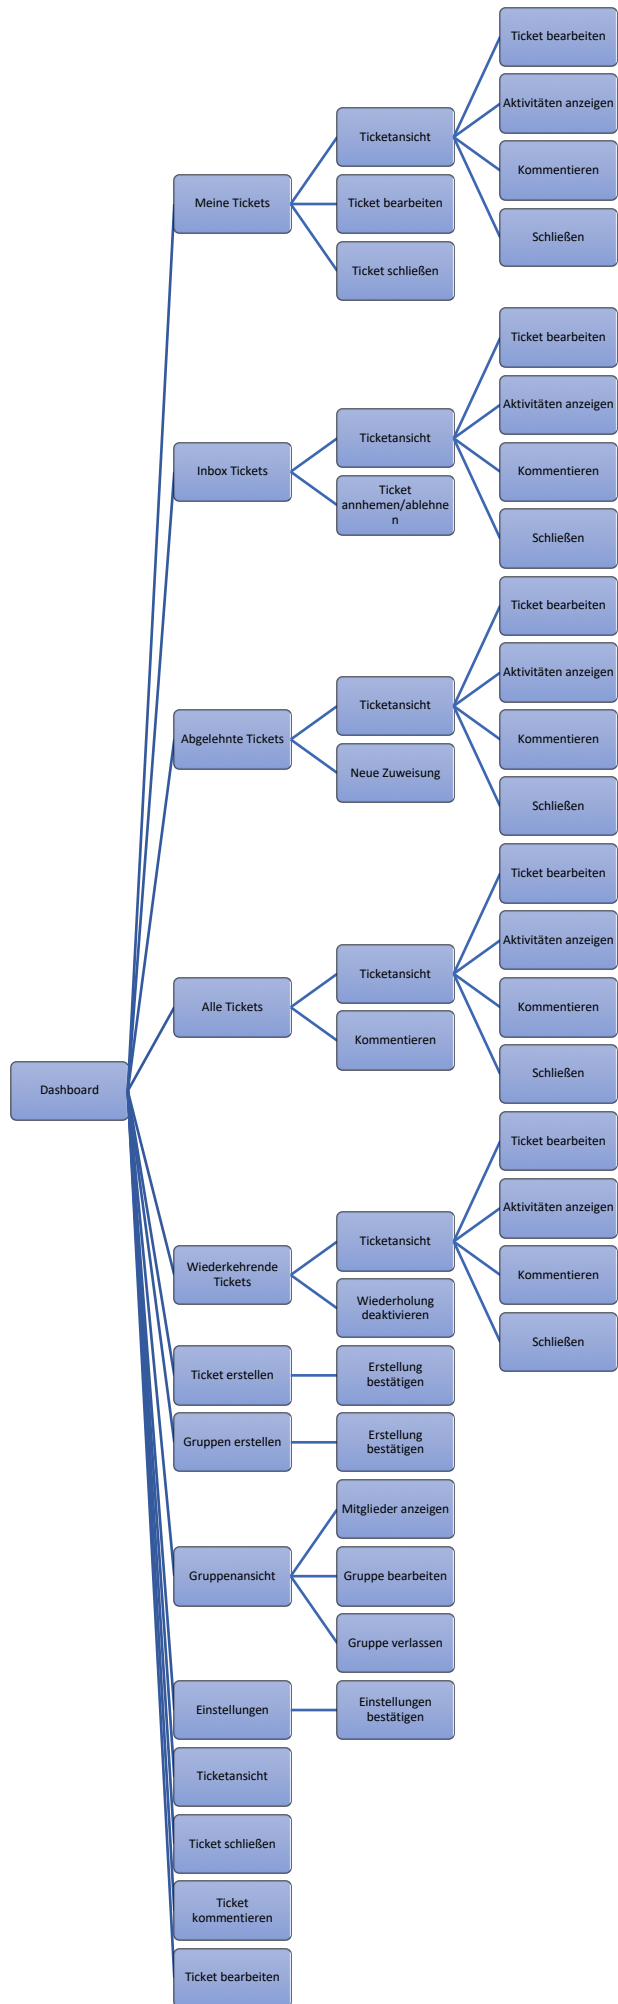 Ticket bearbeiten
Aktivitäten anzeigen
Ticketansicht
Kommentieren
Meine Tickets
Ticket bearbeiten
Schließen
Ticket schließen
Ticket bearbeiten
Aktivitäten anzeigen
Ticketansicht
Inbox Tickets
Kommentieren
Ticket
annhemen/ablehne
n
Schließen
Ticket bearbeiten
Aktivitäten anzeigen
Ticketansicht
Abgelehnte Tickets
Kommentieren
Neue Zuweisung
Schließen
Ticket bearbeiten
Aktivitäten anzeigen
Ticketansicht
Alle Tickets
Kommentieren
Kommentieren
Schließen
Dashboard
Ticket bearbeiten
Aktivitäten anzeigen
Ticketansicht
Wiederkehrende
Tickets
Kommentieren
Wiederholung
deaktivieren
Schließen
Ticket erstellen
Erstellung
bestätigen
Gruppen erstellen
Erstellung
bestätigen
Mitglieder anzeigen
Gruppenansicht
Gruppe bearbeiten
Gruppe verlassen
Einstellungen
Einstellungen
bestätigen
Ticketansicht
Ticket schließen
Ticket
kommentieren
Ticket bearbeiten